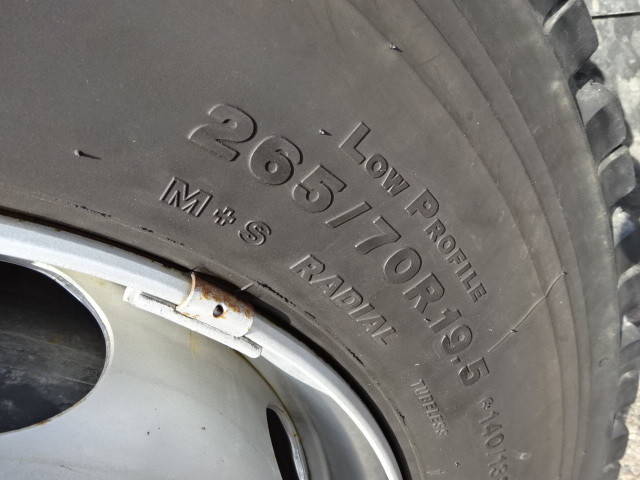 LOW PROFILE
265/70R19.5
M+S RADIAL
TUBELESS